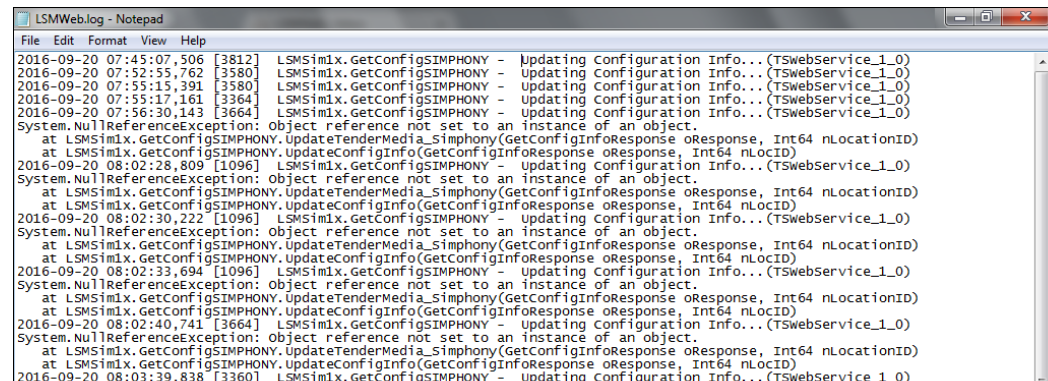 LSMWeb.log - Notepad
File Edit Format View Help
2016-09-20 07:45:07,506 [3812] LSMSim1x.GetConfigSIMPHONY - Updating Configuration Info...(TSWebService_1_0)
2016-09-20 07:52:55,762 [3580] LSMSim1x.GetConfigSIMPHONY - Updating Configuration Info...(TSWebService_1_0)
2016-09-20 07:55:15,391 [3580] LSMSim1x.GetConfigSIMPHONY - Updating Configuration Info...(TSWebService_1_0)
2016-09-20 07:55:17,161 [3364] LSMSim1x.GetConfigSIMPHONY - Updating Configuration Info...(TSWebService_1_0)
2016-09-20 07:56:30,143 [3664] LSMSim1x.GetConfigSIMPHONY - Updating Configuration Info...(TSWebService_1_0)
System.NullReferenceException: Object reference not set to an instance of an object.
at LSMSim1x.GetConfigSIMPHONY.UpdateTenderMedia_Simphony(GetConfigInfoResponse oResponse, Int64 nLocationID)
at LSMSim1x.GetConfigSIMPHONY.UpdateConfigInfo(GetConfigInfoResponse oResponse, Int64 nLocID)
2016-09-20 08:02:28,809 [1096] LSMSim1x.GetConfigSIMPHONY - Updating Configuration Info...(TSWebService_1_0)
System.NullReferenceException: Object reference not set to an instance of an object.
at LSMSim1x.GetConfigSIMPHONY.UpdateTenderMedia_Simphony(GetConfigInfoResponse oResponse, Int64 nLocationID)
at LSMSim1x.GetConfigSIMPHONY.UpdateConfigInfo(GetConfigInfoResponse oResponse, Int64 nLocID)
2016-09-20 08:02:30,222 [1096] LSMSim1x.GetConfigSIMPHONY - Updating Configuration Info...(TSWebService_1_0)
System.NullReferenceException: Object reference not set to an instance of an object.
at LSMSim1x.GetConfigSIMPHONY.UpdateTenderMedia_Simphony(GetConfigInfoResponse oResponse, Int64 nLocationID)
at LSMSim1x.GetConfigSIMPHONY.UpdateConfigInfo(GetConfigInfoResponse oResponse, Int64 nLocID)
2016-09-20 08:02:33,694 [1096] LSMSim1x.GetConfigSIMPHONY - Updating Configuration Info...(TSWebService_1_0)
System.NullReferenceException: Object reference not set to an instance of an object.
at LSMSim1x.GetConfigSIMPHONY.UpdateTenderMedia_Simphony(GetConfigInfoResponse oResponse, Int64 nLocationID)
at LSMSim1x.GetConfigSIMPHONY.UpdateConfigInfo(GetConfigInfoResponse oResponse, Int64 nLocID)
2016-09-20 08:02:40,741 [3664] LSMSim1x.GetConfigSIMPHONY - Updating Configuration Info...(TSWebService_1_0)
System.NullReferenceException: Object reference not set to an instance of an object.
at LSMSim1x.GetConfigSIMPHONY.UpdateTenderMedia_Simphony(GetConfigInfoResponse oResponse, Int64 nLocationID)
at LSMSim1x.GetConfigSIMPHONY.UpdateConfigInfo(GetConfigInfoResponse oResponse, Int64 nLocID)
2016-09-20 08:03:39,838 [3360] LSMSim1x.GetConfigSIMPHONY - Updating Configuration Info...(TSWebService_1_0)